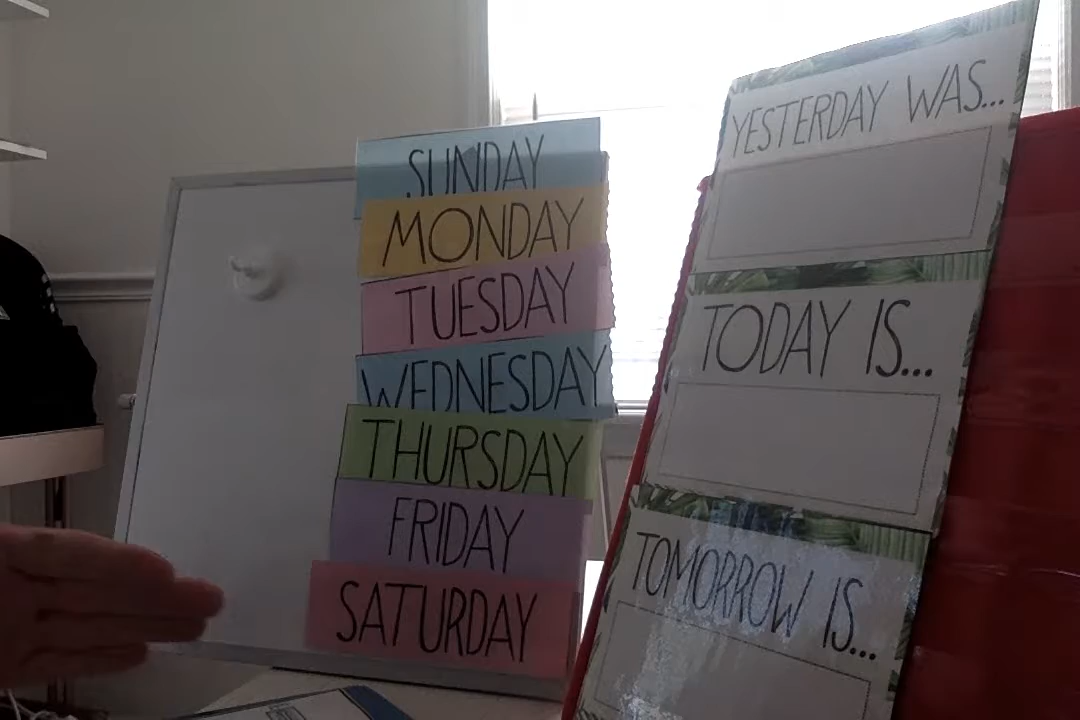 SUNDAY
MONDAY
TUESDAY
WEDNESDAY
THURSDAY
FRIDAY
SATURDAY
YESTERDAY WAS...
TODAY IS...
TOMORROW IS...